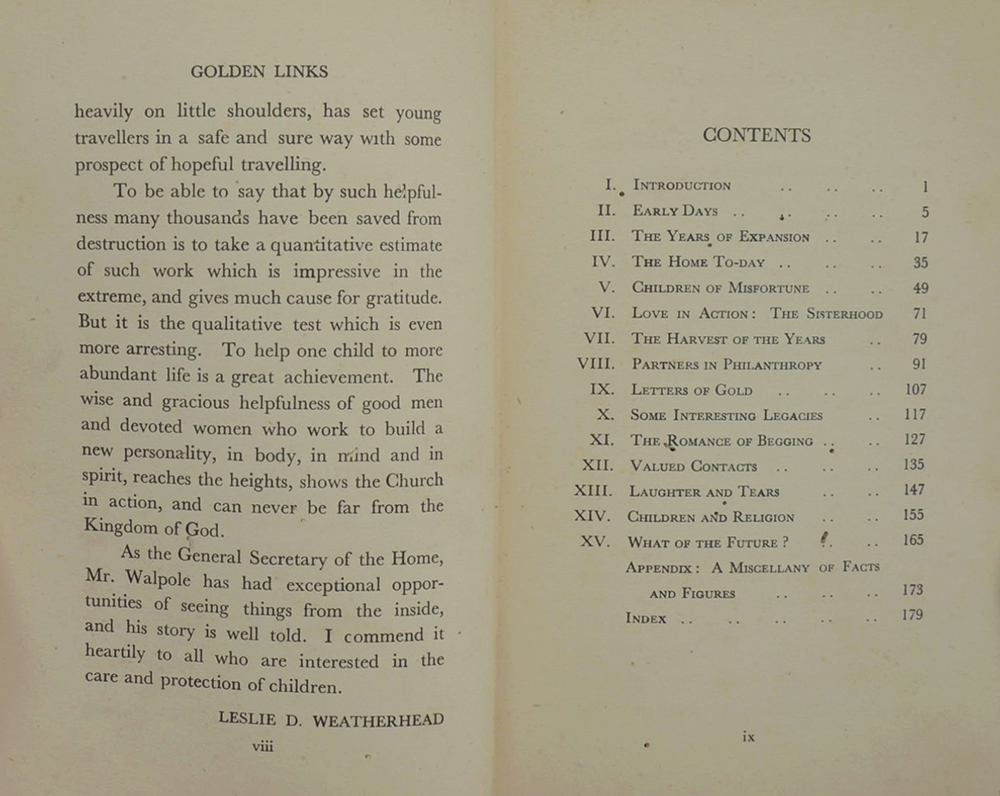 GOLDEN LINKS
heavily on little shoulders, has set young
travellers in a safe and sure way with some
prospect of hopeful travelling.
To be able to say that by such helpful-
ness many thousands have been saved from
destruction is to take a quantitative estimate
of such work which is impressive in the
extreme, and gives much cause for gratitude.
But it is the qualitative test which is even
more arresting. To help one child to more
abundant life is a great achievement. The
wise and gracious helpfulness of good men
and devoted women who work to build a
new personality, in body, in mind and in
spirit, reaches the heights, shows the Church
in action, and can never be far from the
Kingdom of God.
As the General Secretary of the Home,
Mr. Walpole has had exceptional oppor-
tunities of seeing things from the inside,
and his story is well told. I commend it
heartily to all who are interested in the
care and protection of children.
LESLIE D. WEATHERHEAD
viii
CONTENTS
I. INTRODUCTION .. .. .. 1
II. EARLY DAYS .. .. .. .. 5
III. THE YEARS OF EXPANSION .. .. 17
IV. THE HOME TO-DAY .. .. .. 35
V. CHILDREN OF MISFORTUNE .. .. 49
VI. LOVE IN ACTION: THE SISTERHOOD 71
VII. THE HARVEST OF THE YEARS .. 79
VIII. PARTNERS IN PHILANTHROPY .. 91
IX. LETTERS OF GOLD .. .. .. 107
X. SOME INTERESTING LEGACIES .. 117
XI. THE ROMANCE OF BEGGING .. .. 127
XII. VALUED CONTACTS .. .. .. 135
XIII. LAUGHTER AND TEARS .. .. 147
XIV. CHILDREN AND RELIGION .. .. 155
XV. WHAT OF THE FUTURE? .. .. 165
APPENDIX: A MISCELLANY OF FACTS
AND FIGURES .. .. .. 173
INDEX .. .. .. .. .. 179
ix